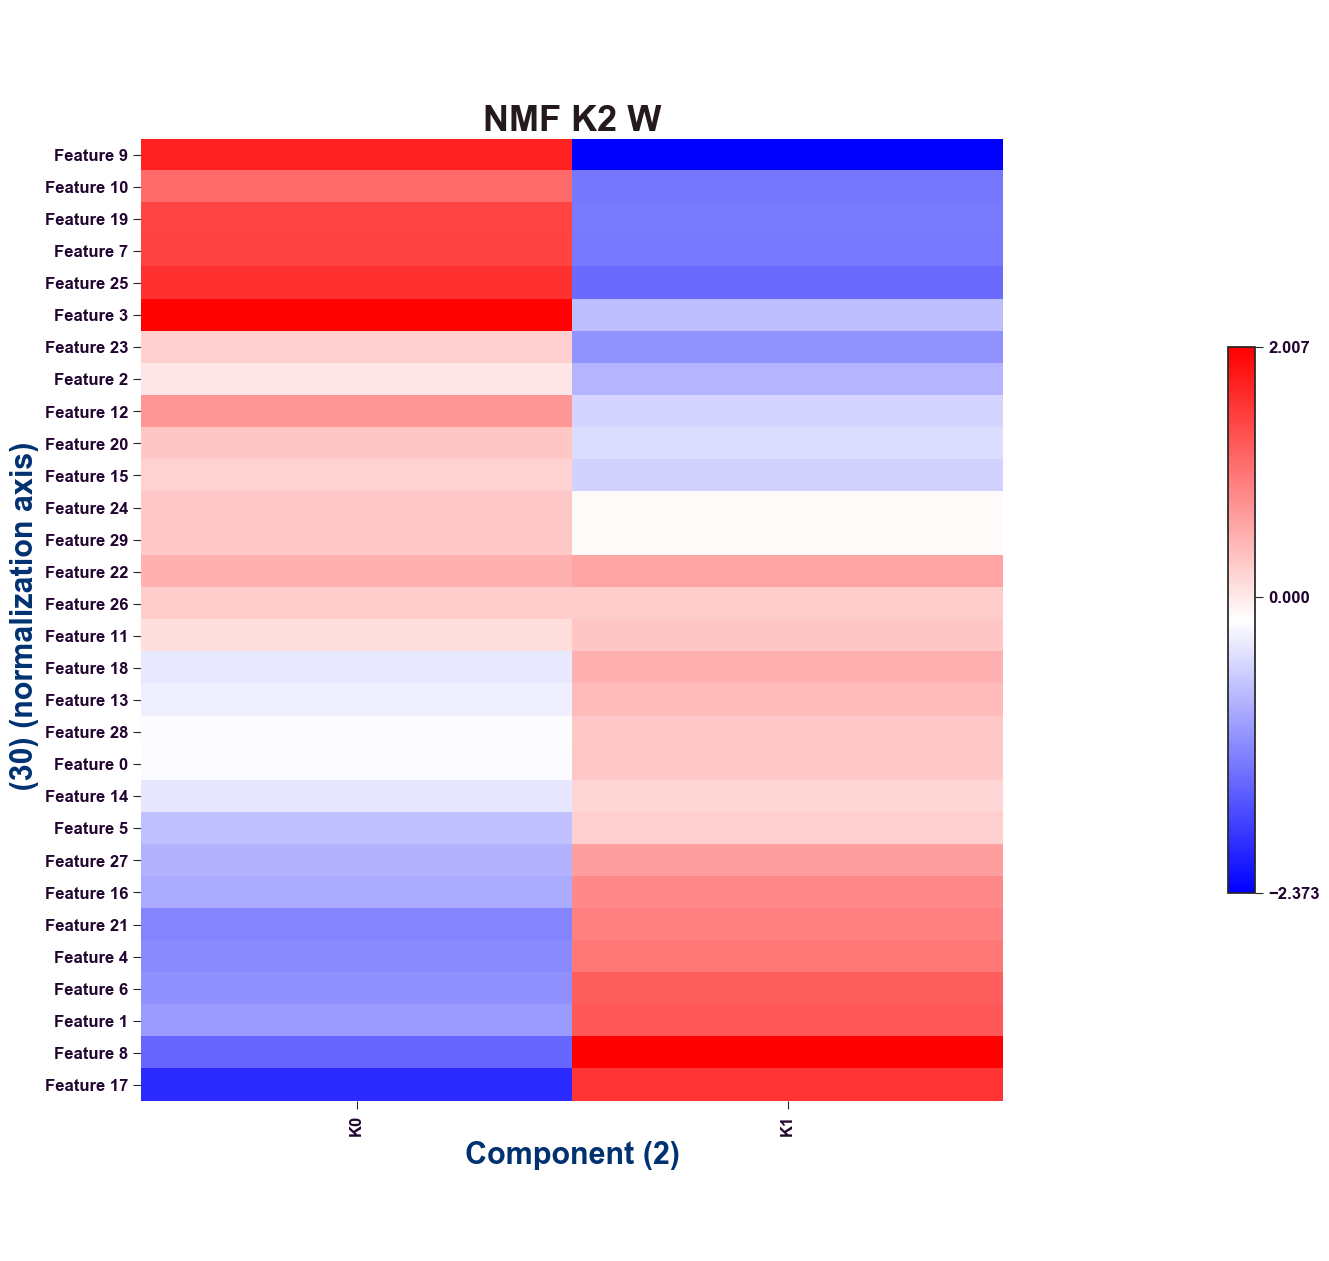 NMF K2 W
Feature 9
Feature 10
Feature 19
Feature 7
Feature 25
Feature 3
Feature 23
Feature 2
Feature 12
Feature 20
Feature 15
Feature 24
Feature 29
Feature 22
Feature 26
Feature 11
Feature 18
Feature 13
Feature 28
Feature 0
Feature 14
Feature 5
Feature 27
Feature 16
Feature 21
Feature 4
Feature 6
Feature 1
Feature 8
Feature 17
(30) (normalization axis)
K0
K1
Component (2)
2.007
0.000
−2.373